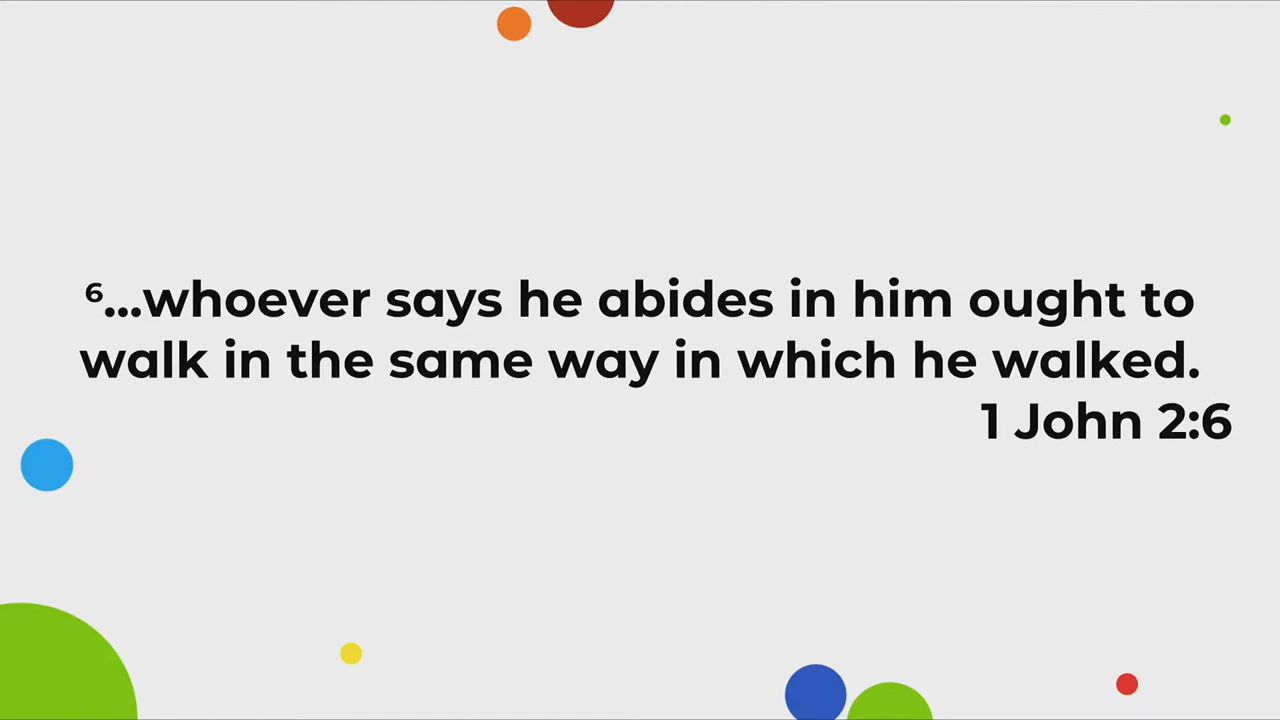 ⁶...whoever says he abides in him ought to
walk in the same way in which he walked.
1 John 2:6